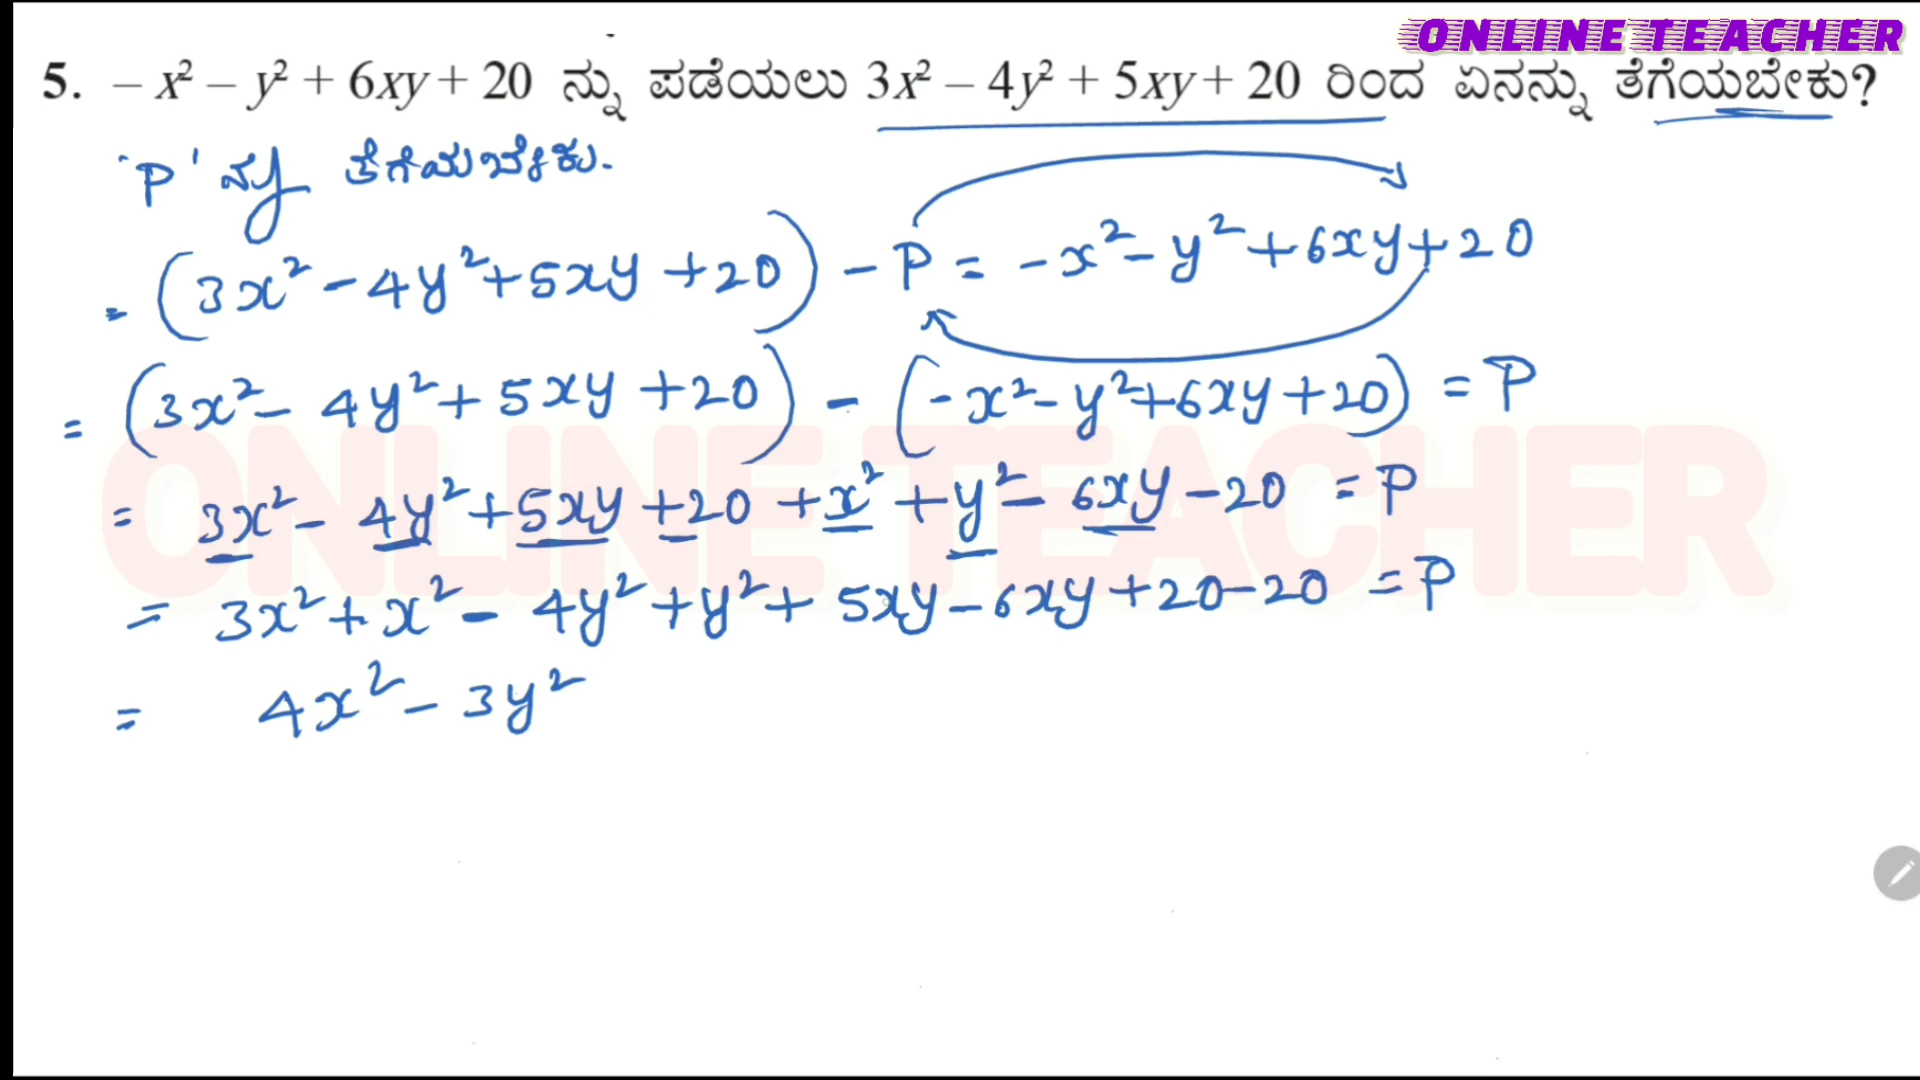 ONLINE TEACHER
5. – x² – y² + 6xy + 20 ನ್ನು ಪಡೆಯಲು 3x² – 4y² + 5xy + 20 ರಿಂದ ಏನನ್ನು ತೆಗೆಯಬೇಕು?
'P' ನ್ನು ತೆಗೆಯಬೇಕು.
= (3x² - 4y² + 5xy + 20) - P = -x² - y² + 6xy + 20
= (3x² - 4y² + 5xy + 20) - (-x² - y² + 6xy + 20) = P
ONLINE TEACHER
= 3x² - 4y² + 5xy + 20 + x² + y² - 6xy - 20 = P
= 3x² + x² - 4y² + y² + 5xy - 6xy + 20 - 20 = P
= 4x² - 3y²